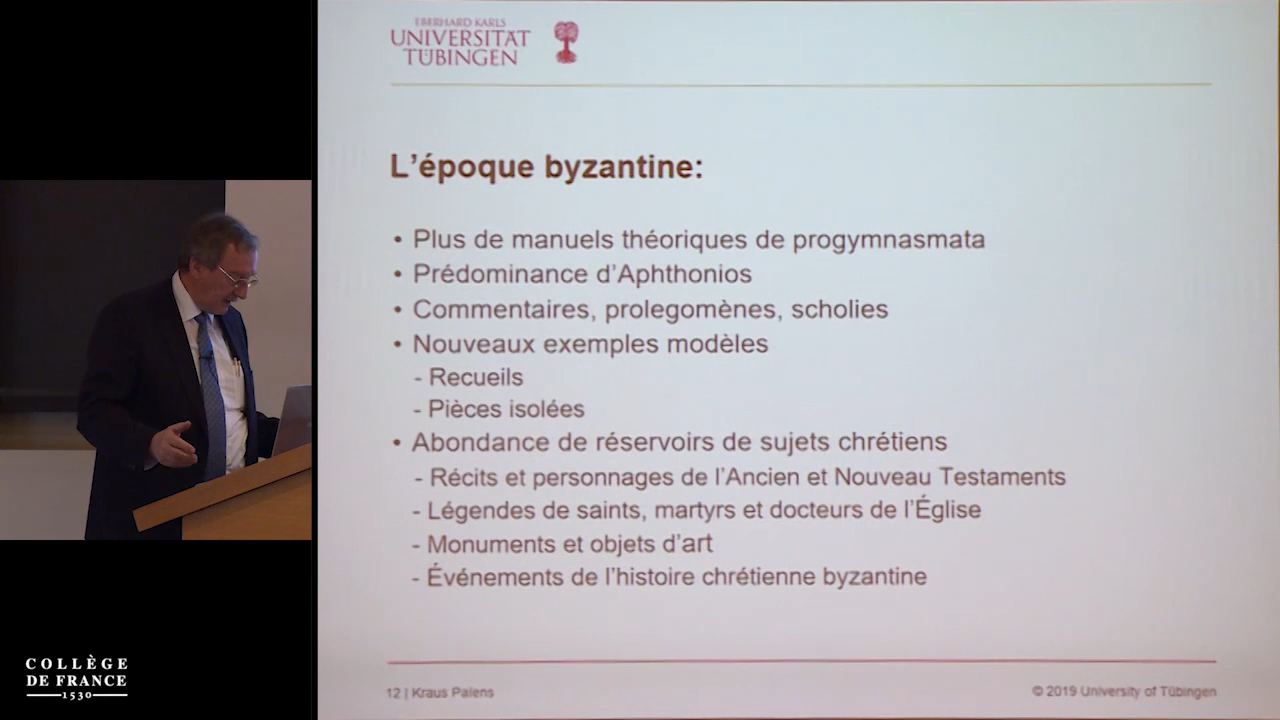 EBERHARD KARLS
UNIVERSITÄT
TÜBINGEN
L’époque byzantine:
• Plus de manuels théoriques de progymnasmata
• Prédominance d’Aphthonios
• Commentaires, prolegomènes, scholies
• Nouveaux exemples modèles
- Recueils
- Pièces isolées
• Abondance de réservoirs de sujets chrétiens
- Récits et personnages de l’Ancien et Nouveau Testaments
- Légendes de saints, martyrs et docteurs de l’Église
- Monuments et objets d’art
- Événements de l’histoire chrétienne byzantine
12 | Kraus Paiens
© 2019 University of Tübingen
COLLÈGE
DE FRANCE
1530